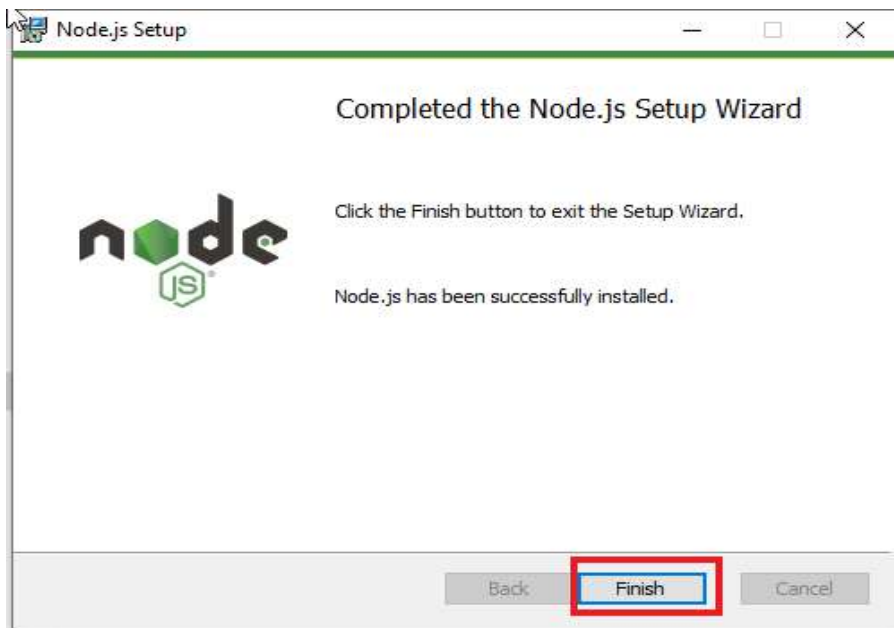 Node.js Setup
Completed the Node.js Setup Wizard
Click the Finish button to exit the Setup Wizard.
node
JS®
Node.js has been successfully installed.
Back Finish Cancel